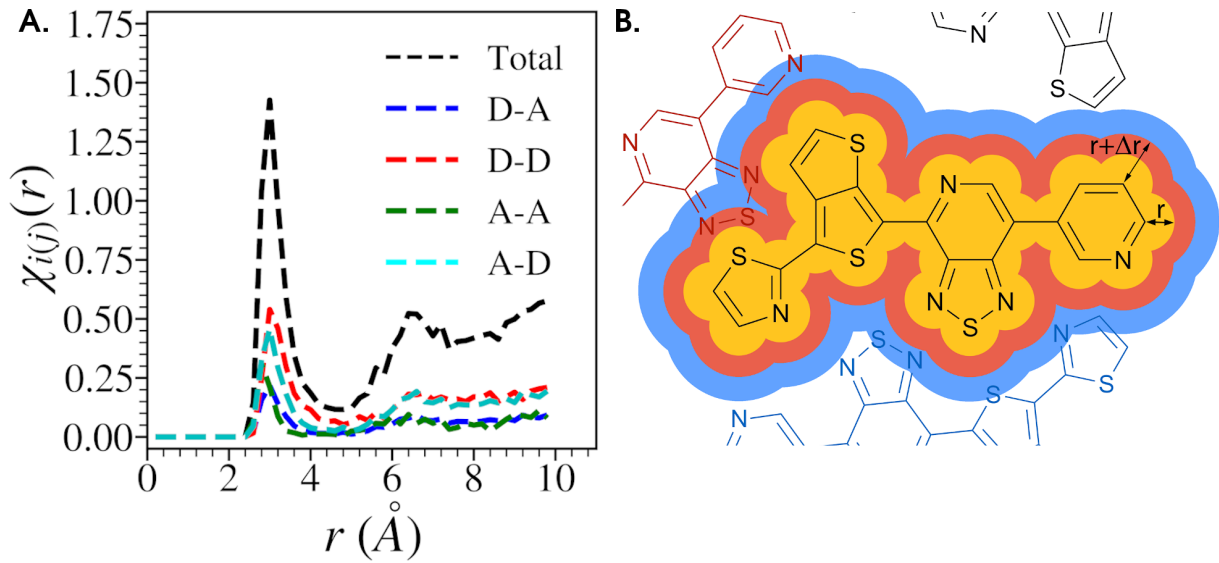 A.
χi(j)(r)
1.75
1.50
1.25
1.00
0.75
0.50
0.25
0.00
0 2 4 6 8 10
r (Å)
Total
D-A
D-D
A-A
A-D
B.
N
S
N
N
N
S
N
S
S
S
N
N
N
S
N
N
r+Δr
r
S
N
N
N
S
S
N